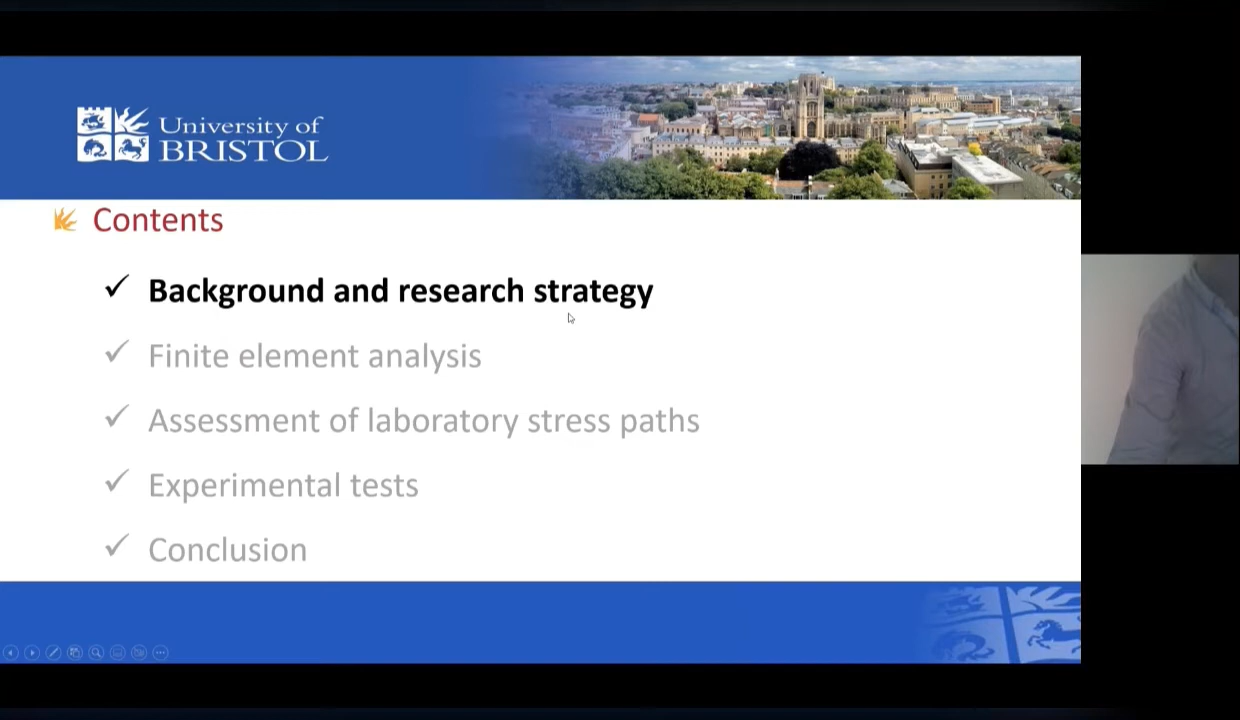 University of
BRISTOL
Contents
✓ Background and research strategy
✓ Finite element analysis
✓ Assessment of laboratory stress paths
✓ Experimental tests
✓ Conclusion